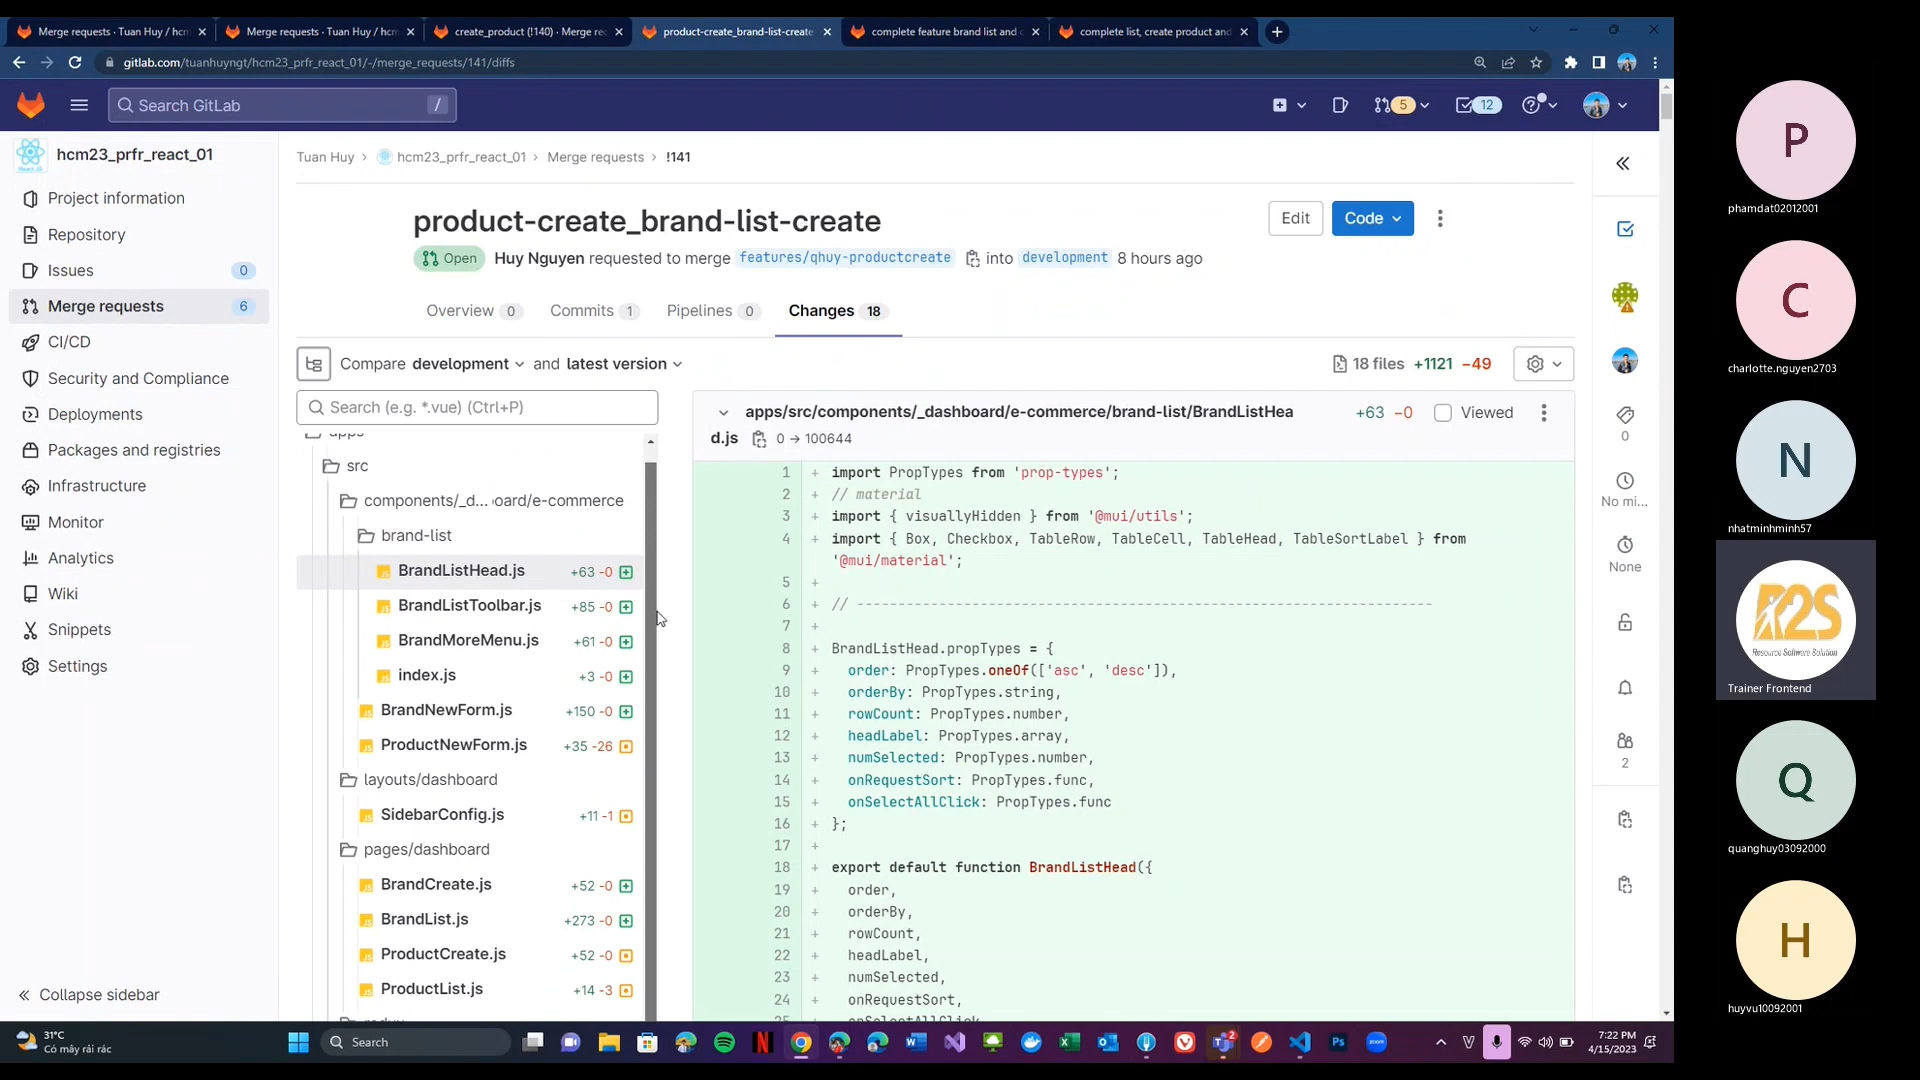 Merge requests · Tuan Huy / hcm
Merge requests · Tuan Huy / hcm
create_product (!140) · Merge re
product-create_brand-list-create
complete feature brand list and c
complete list, create product and
gitlab.com/tuanhuyngt/hcm23_prfr_react_01/-/merge_requests/141/diffs
Search GitLab
/
5
12
hcm23_prfr_react_01
Project information
Repository
Issues 0
Merge requests 6
CI/CD
Security and Compliance
Deployments
Packages and registries
Infrastructure
Monitor
Analytics
Wiki
Snippets
Settings
Collapse sidebar
Tuan Huy › hcm23_prfr_react_01 › Merge requests › !141
product-create_brand-list-create
Edit
Code
Open Huy Nguyen requested to merge features/qhuy-productcreate into development 8 hours ago
Overview 0 Commits 1 Pipelines 0 Changes 18
Compare development and latest version
18 files +1121 −49
Search (e.g. *.vue) (Ctrl+P)
apps
src
components/_d... oard/e-commerce
brand-list
BrandListHead.js +63 -0
BrandListToolbar.js +85 -0
BrandMoreMenu.js +61 -0
index.js +3 -0
BrandNewForm.js +150 -0
ProductNewForm.js +35 -26
layouts/dashboard
SidebarConfig.js +11 -1
pages/dashboard
BrandCreate.js +52 -0
BrandList.js +273 -0
ProductCreate.js +52 -0
ProductList.js +14 -3
apps/src/components/_dashboard/e-commerce/brand-list/BrandListHea
d.js 0 → 100644
+63 −0 Viewed
1 + import PropTypes from 'prop-types';
2 + // material
3 + import { visuallyHidden } from '@mui/utils';
4 + import { Box, Checkbox, TableRow, TableCell, TableHead, TableSortLabel } from
'@mui/material';
5 +
6 + // ----------------------------------------------------------------------
7 +
8 + BrandListHead.propTypes = {
9 + order: PropTypes.oneOf(['asc', 'desc']),
10 + orderBy: PropTypes.string,
11 + rowCount: PropTypes.number,
12 + headLabel: PropTypes.array,
13 + numSelected: PropTypes.number,
14 + onRequestSort: PropTypes.func,
15 + onSelectAllClick: PropTypes.func
16 + };
17 +
18 + export default function BrandListHead({
19 + order,
20 + orderBy,
21 + rowCount,
22 + headLabel,
23 + numSelected,
24 + onRequestSort,
25 + onSelectAllClick
0
No mi...
None
2
P
phamdat02012001
C
charlotte.nguyen2703
N
nhatminhminh57
R2S
Resource Software Solution
Trainer Frontend
Q
quanghuy03092000
H
huyvu10092001
31°C
Có mây rải rác
Search
2
7:22 PM
4/15/2023